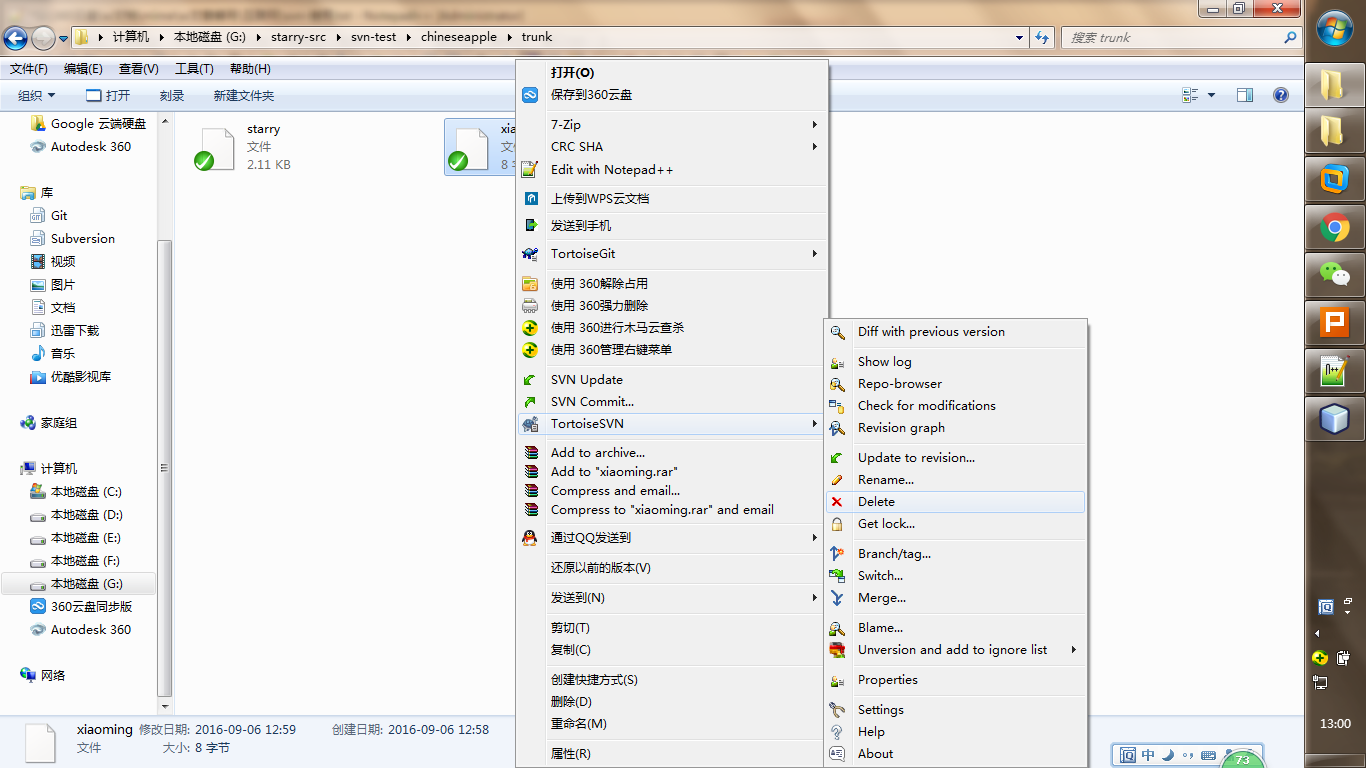 计算机 本地磁盘 (G:) starry-src svn-test chineseapple trunk
搜索 trunk
文件(F) 编辑(E) 查看(V) 工具(T) 帮助(H)
组织 打开 刻录 新建文件夹
Google 云端硬盘
Autodesk 360
库
Git
Subversion
视频
图片
文档
迅雷下载
音乐
优酷影视库
家庭组
计算机
本地磁盘 (C:)
本地磁盘 (D:)
本地磁盘 (E:)
本地磁盘 (F:)
本地磁盘 (G:)
360云盘同步版
Autodesk 360
网络
starry
文件
2.11 KB
打开(O)
保存到360云盘
7-Zip
CRC SHA
Edit with Notepad++
上传到WPS云文档
发送到手机
TortoiseGit
使用 360解除占用
使用 360强力删除
使用 360进行木马云查杀
使用 360管理右键菜单
SVN Update
SVN Commit...
TortoiseSVN
Add to archive...
Add to "xiaoming.rar"
Compress and email...
Compress to "xiaoming.rar" and email
通过QQ发送到
还原以前的版本(V)
发送到(N)
剪切(T)
复制(C)
创建快捷方式(S)
删除(D)
重命名(M)
属性(R)
Diff with previous version
Show log
Repo-browser
Check for modifications
Revision graph
Update to revision...
Rename...
Delete
Get lock...
Branch/tag...
Switch...
Merge...
Blame...
Unversion and add to ignore list
Properties
Settings
Help
About
xiaoming 修改日期: 2016-09-06 12:59 创建日期: 2016-09-06 12:58
文件 大小: 8 字节
13:00
中
73